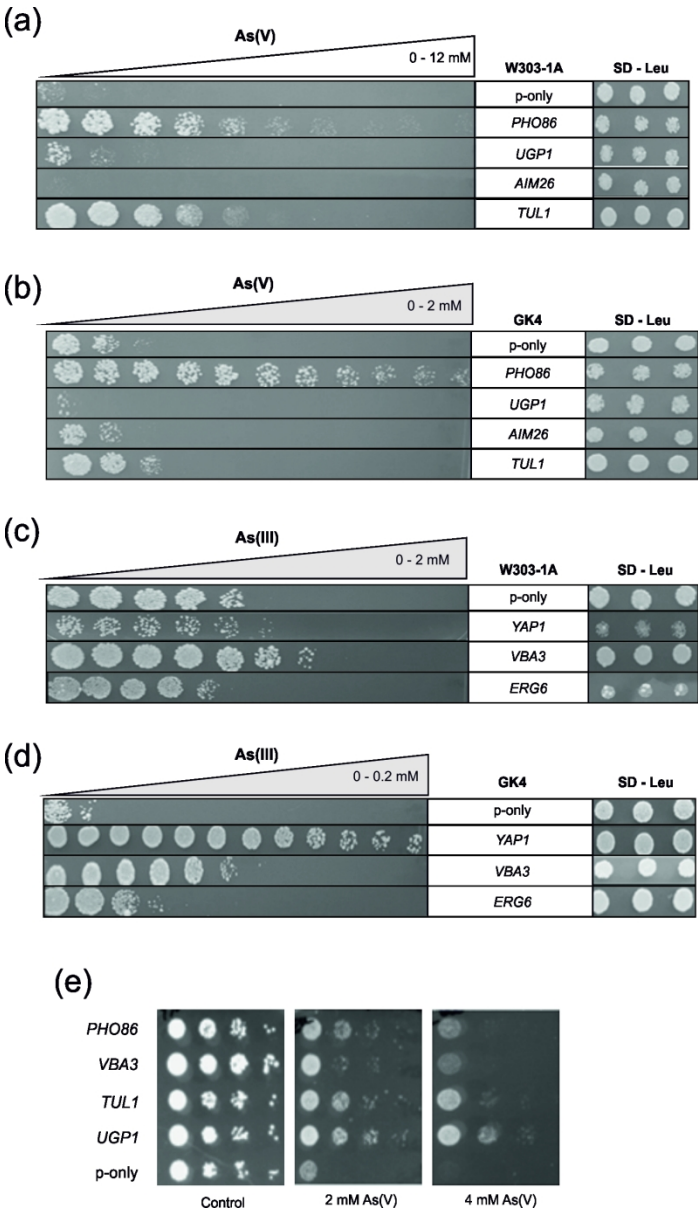 (a)
As(V)
0 - 12 mM
W303-1A
SD - Leu
p-only
PHO86
UGP1
AIM26
TUL1
(b)
As(V)
0 - 2 mM
GK4
SD - Leu
p-only
PHO86
UGP1
AIM26
TUL1
(c)
As(III)
0 - 2 mM
W303-1A
SD - Leu
p-only
YAP1
VBA3
ERG6
(d)
As(III)
0 - 0.2 mM
GK4
SD - Leu
p-only
YAP1
VBA3
ERG6
(e)
PHO86
VBA3
TUL1
UGP1
p-only
Control
2 mM As(V)
4 mM As(V)